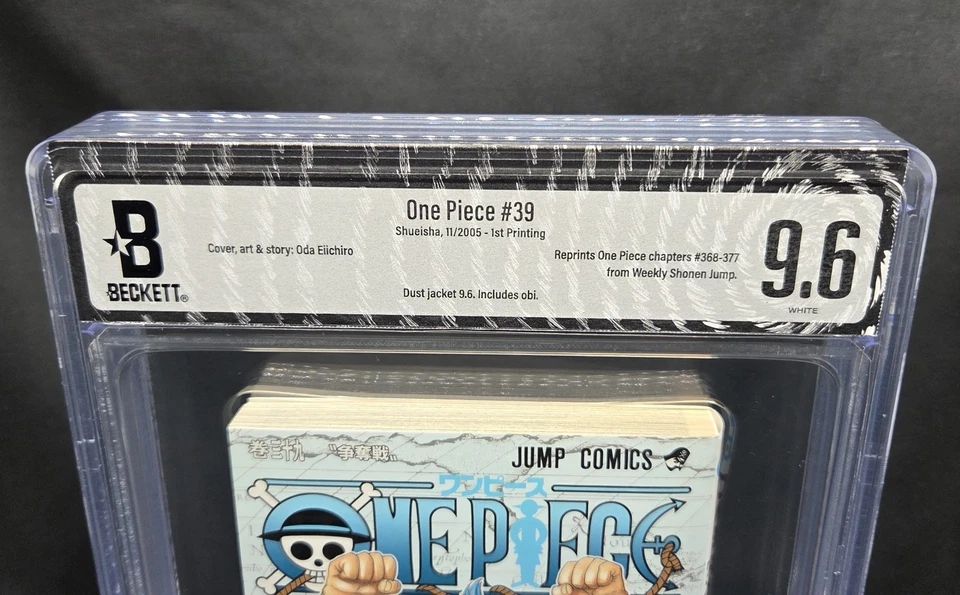 B
BECKETT®
One Piece #39
Shueisha, 11/2005 - 1st Printing
Cover, art & story: Oda Eiichiro
Reprints One Piece chapters #368-377
from Weekly Shonen Jump.
Dust jacket 9.6. Includes obi.
9.6
WHITE
巻三十九 〝争奪戦〟
JUMP COMICS
ワンピース
ONE PIECE